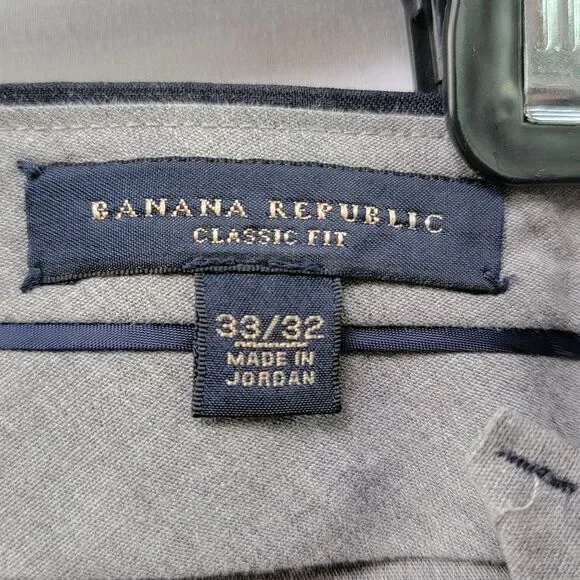 BANANA REPUBLIC
CLASSIC FIT
33/32
MADE IN
JORDAN